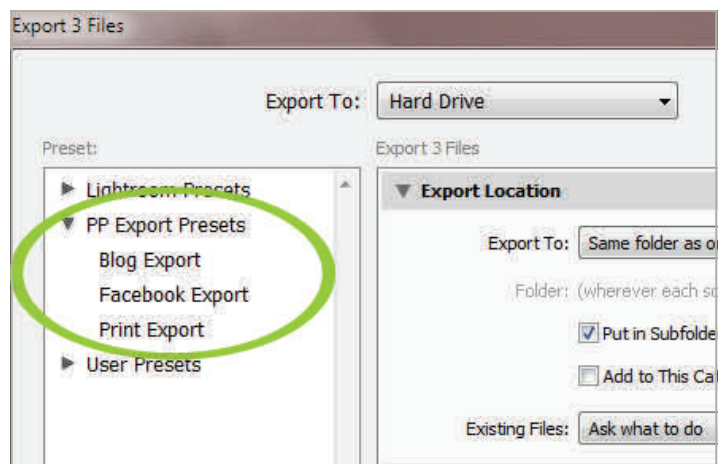 Export 3 Files
Export To: Hard Drive
Preset:
Export 3 Files
Lightroom Presets
PP Export Presets
Blog Export
Facebook Export
Print Export
User Presets
Export Location
Export To: Same folder as o
Folder: (wherever each s
Put in Subfolde
Add to This Ca
Existing Files: Ask what to do